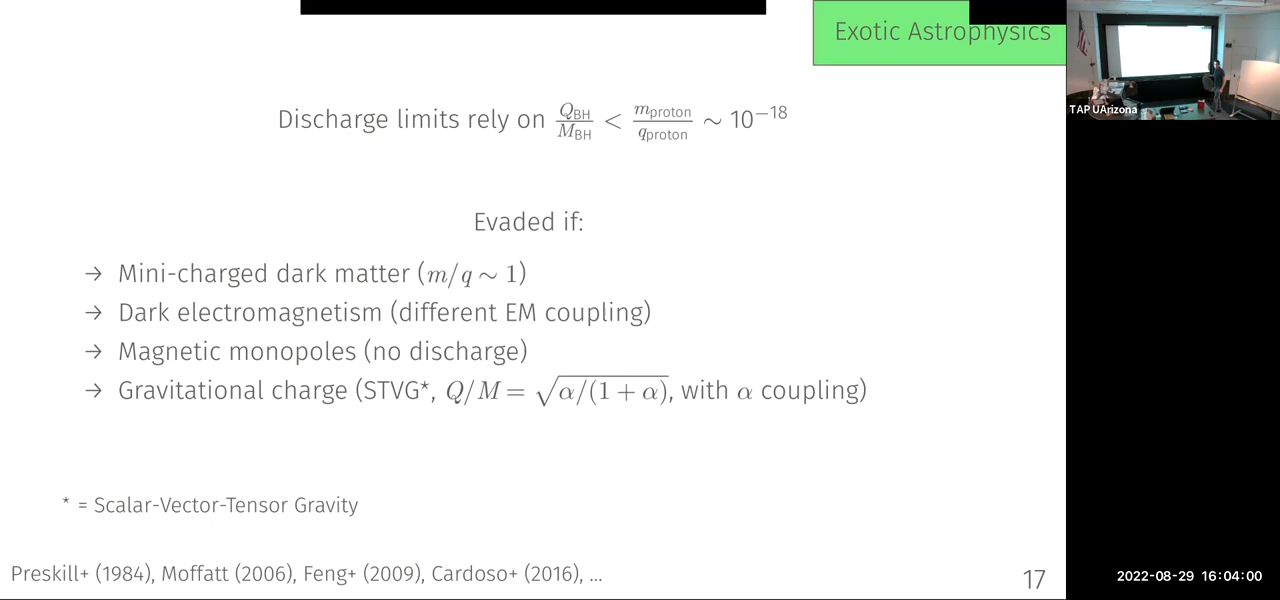 Exotic Astrophysics
Discharge limits rely on Q_BH/M_BH < m_proton/q_proton ∼ 10^−18
Evaded if:
→ Mini-charged dark matter (m/q ∼ 1)
→ Dark electromagnetism (different EM coupling)
→ Magnetic monopoles (no discharge)
→ Gravitational charge (STVG*, Q/M = √α/(1 + α), with α coupling)
* = Scalar-Vector-Tensor Gravity
Preskill+ (1984), Moffatt (2006), Feng+ (2009), Cardoso+ (2016), ...
17
TAP UArizona
2022-08-29 16:04:00